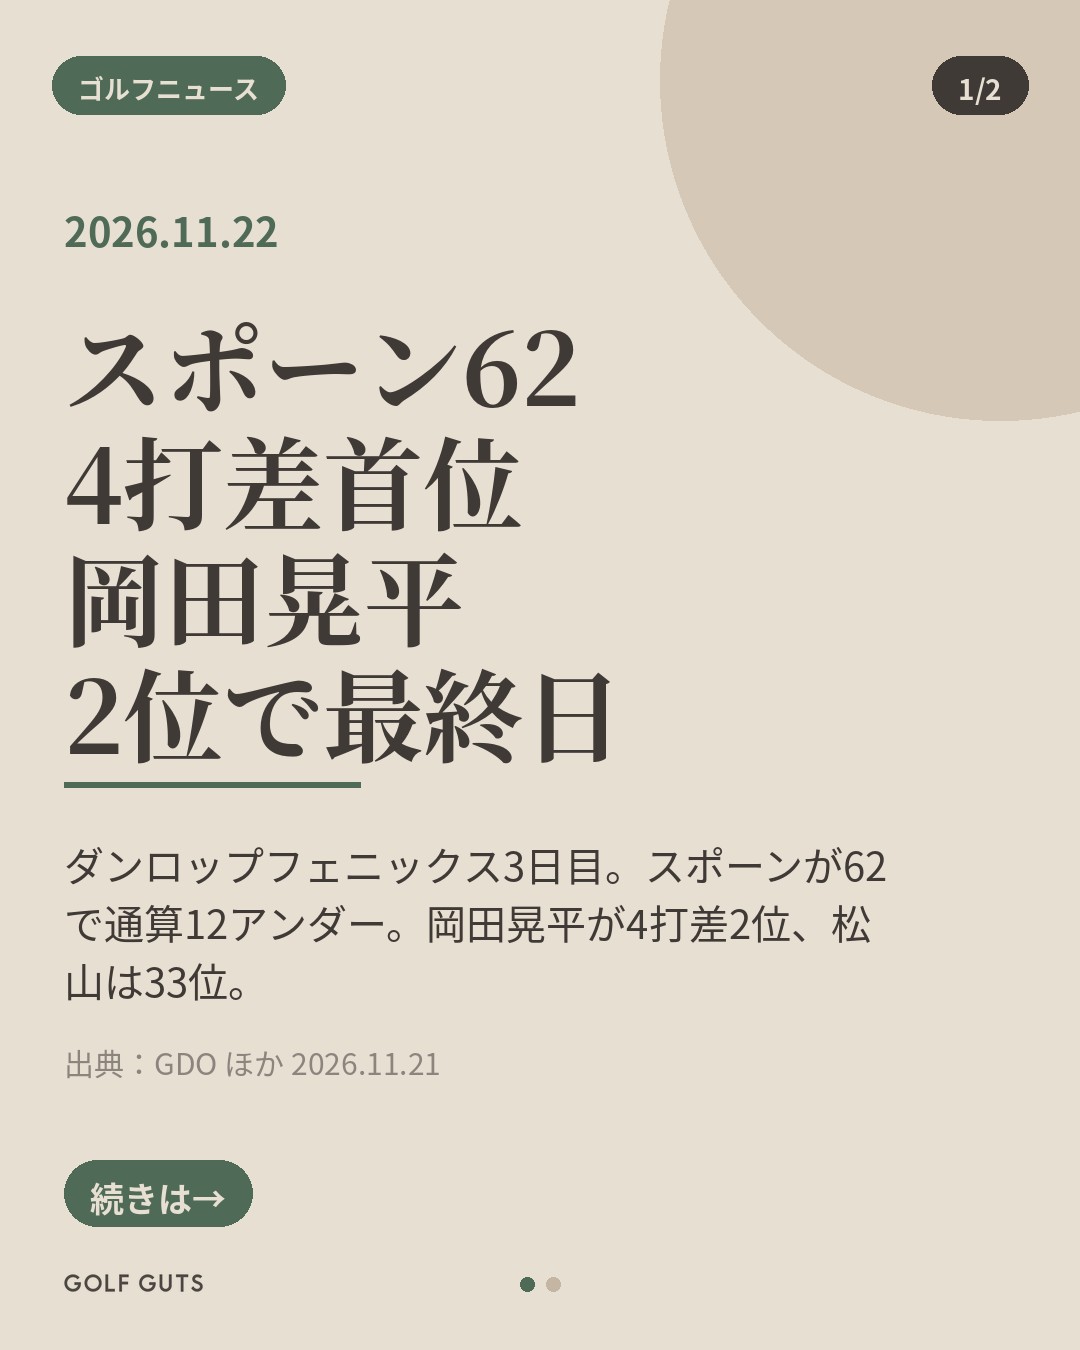 ゴルフニュース
1/2
2026.11.22
スポーン62
4打差首位
岡田晃平
2位で最終日
ダンロップフェニックス3日目。スポーンが62
で通算12アンダー。岡田晃平が4打差2位、松
山は33位。
出典：GDO ほか 2026.11.21
続きは→
GOLF GUTS